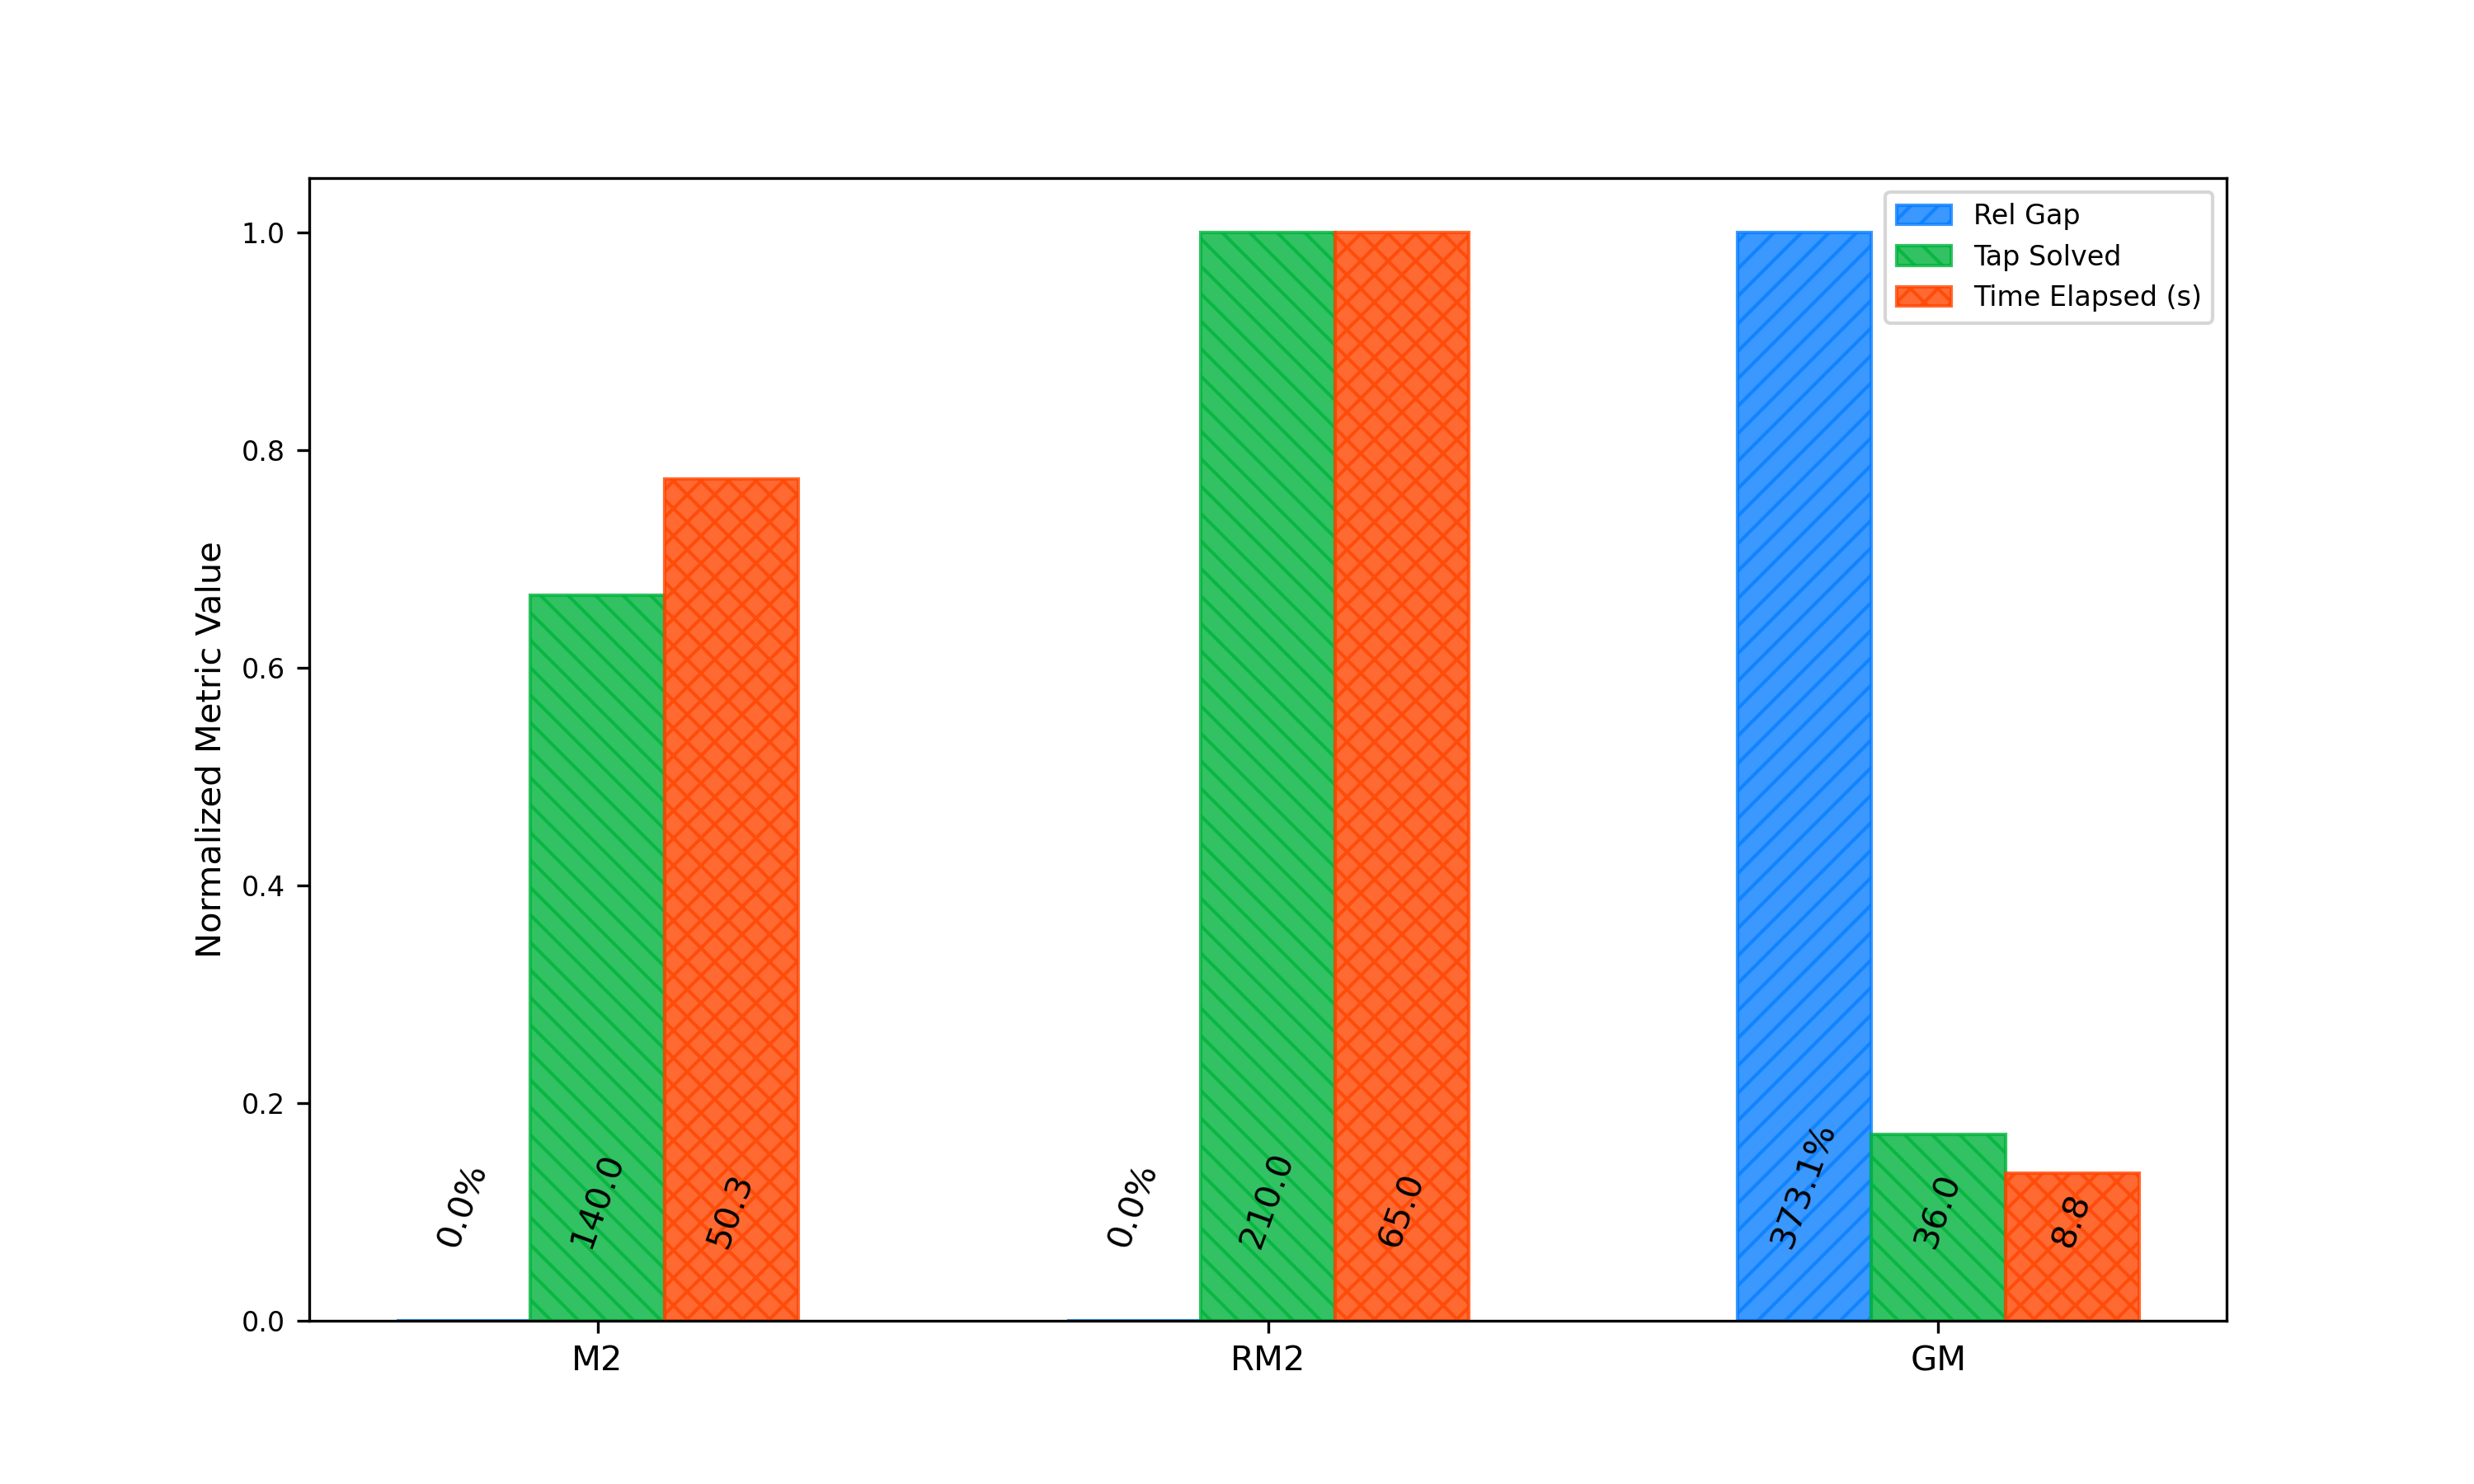 Rel Gap
Tap Solved
Time Elapsed (s)
Normalized Metric Value
1.0
0.8
0.6
0.4
0.2
0.0
0.0%
140.0
50.3
0.0%
210.0
65.0
373.1%
36.0
8.8
M2
RM2
GM